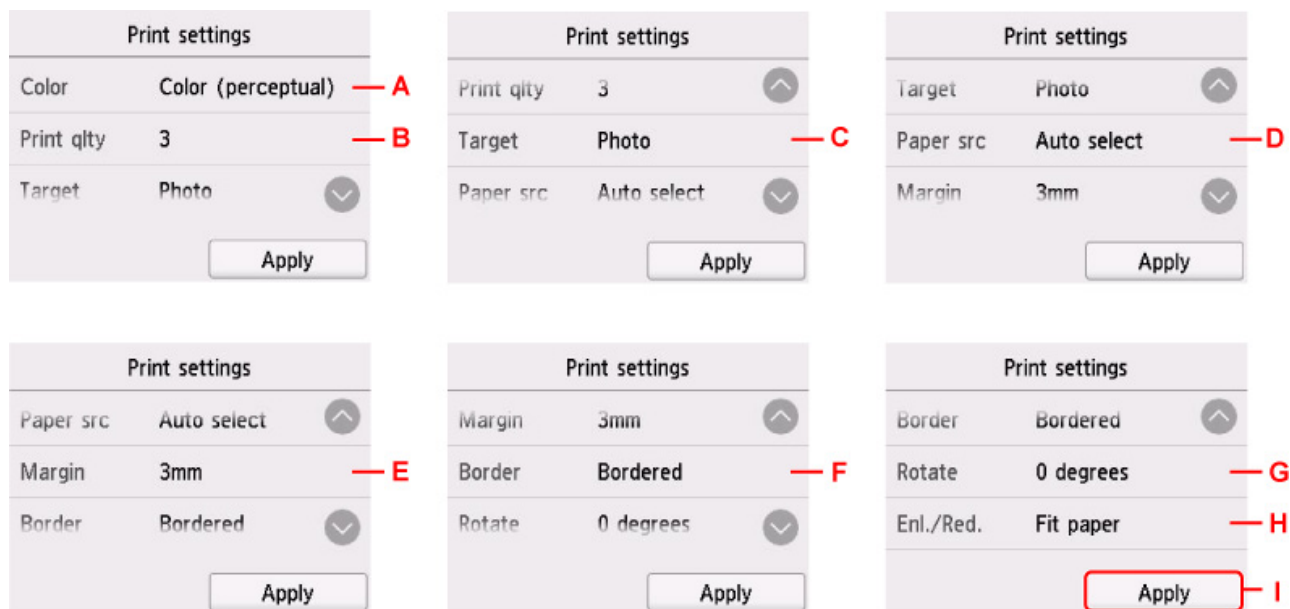 Print settings
Color Color (perceptual) A
Print qlty 3 B
Target Photo
Apply
Print settings
Print qlty 3
Target Photo C
Paper src Auto select
Apply
Print settings
Target Photo
Paper src Auto select D
Margin 3mm
Apply
Print settings
Paper src Auto select
Margin 3mm E
Border Bordered
Apply
Print settings
Margin 3mm
Border Bordered F
Rotate 0 degrees
Apply
Print settings
Border Bordered
Rotate 0 degrees G
Enl./Red. Fit paper H
Apply I